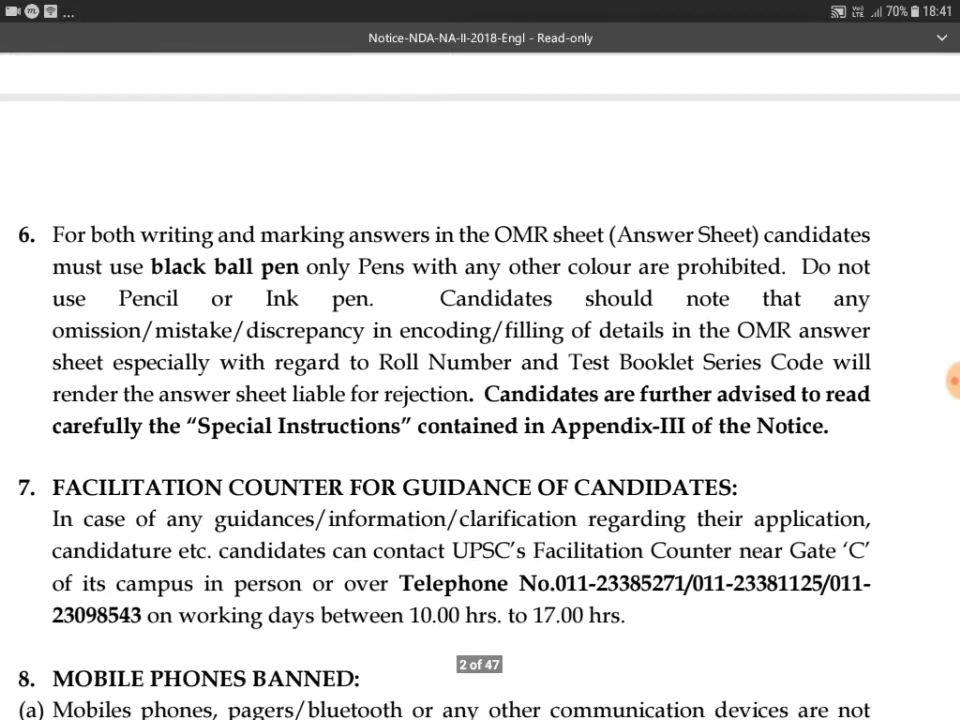 m ... VoD LTE 70% 18:41
Notice-NDA-NA-II-2018-Engl - Read-only
6. For both writing and marking answers in the OMR sheet (Answer Sheet) candidates
must use black ball pen only Pens with any other colour are prohibited. Do not
use Pencil or Ink pen. Candidates should note that any
omission/mistake/discrepancy in encoding/filling of details in the OMR answer
sheet especially with regard to Roll Number and Test Booklet Series Code will
render the answer sheet liable for rejection. Candidates are further advised to read
carefully the “Special Instructions” contained in Appendix-III of the Notice.
7. FACILITATION COUNTER FOR GUIDANCE OF CANDIDATES:
In case of any guidances/information/clarification regarding their application,
candidature etc. candidates can contact UPSC’s Facilitation Counter near Gate ‘C’
of its campus in person or over Telephone No.011-23385271/011-23381125/011-
23098543 on working days between 10.00 hrs. to 17.00 hrs.
2 of 47
8. MOBILE PHONES BANNED:
(a) Mobiles phones, pagers/bluetooth or any other communication devices are not